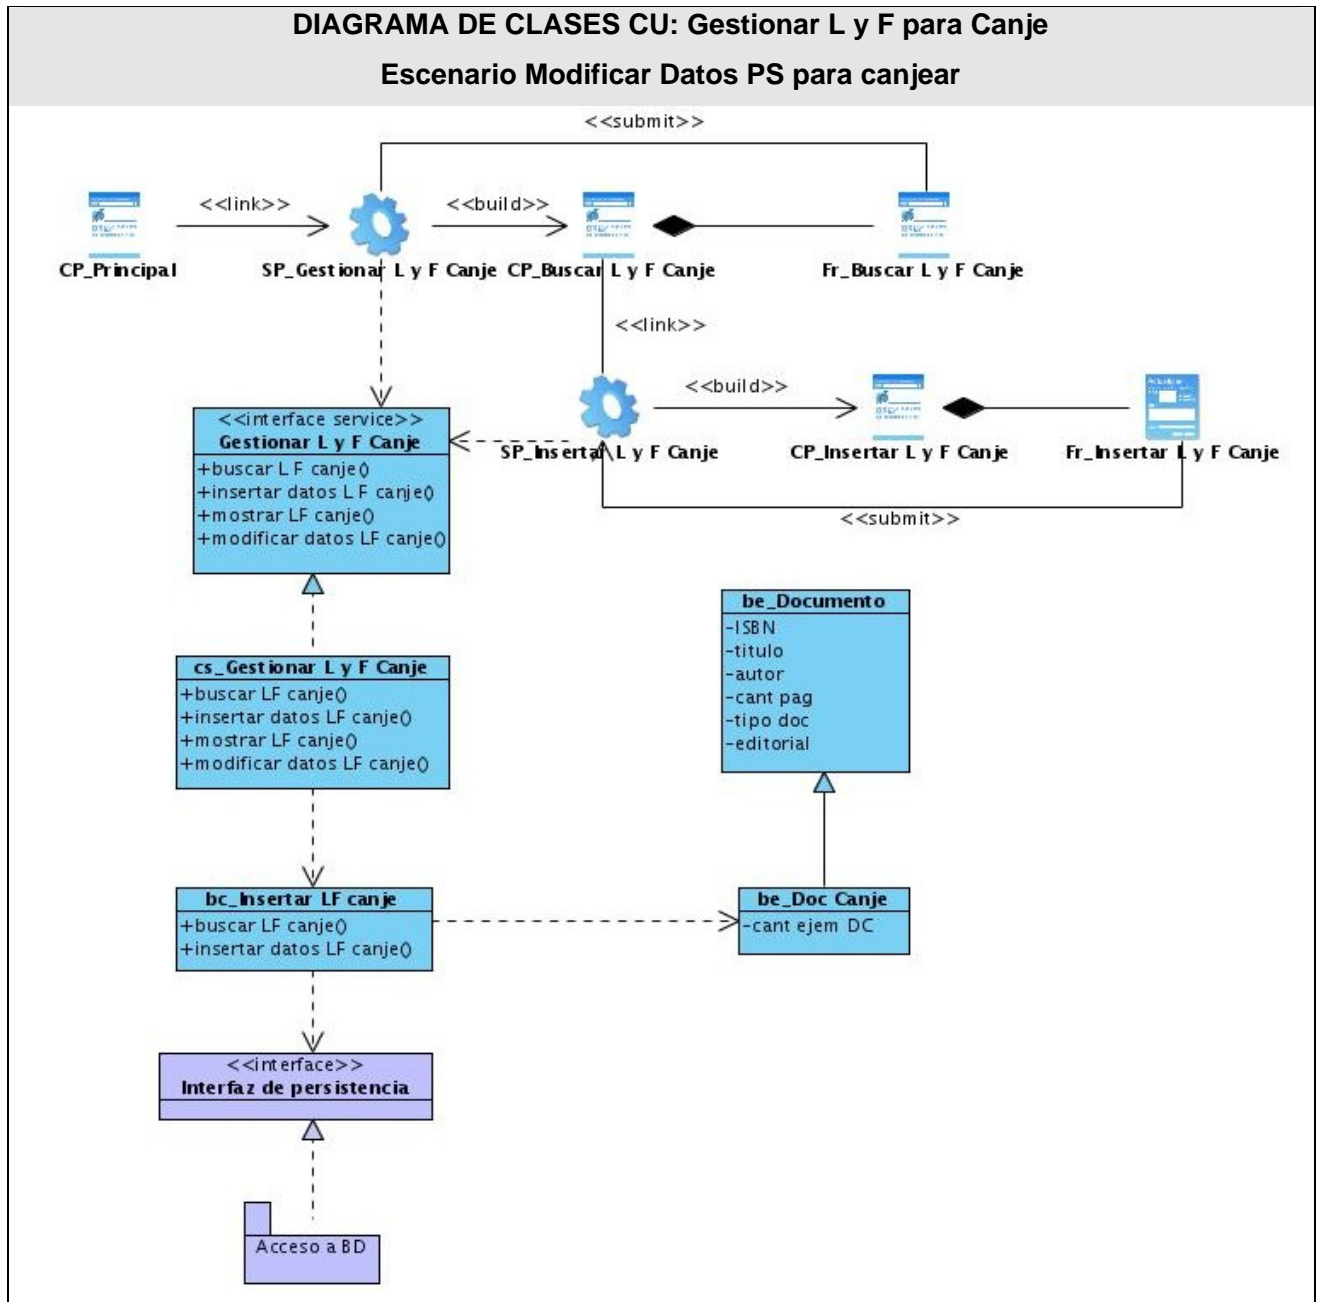 DIAGRAMA DE CLASES CU: Gestionar L y F para Canje
Escenario Modificar Datos PS para canjear
<<submit>>
<<link>>
<<build>>
CP_Principal
SP_Gestionar L y F Canje
CP_Buscar L y F Canje
Fr_Buscar L y F Canje
<<link>>
<<build>>
SP_Insertar L y F Canje
CP_Insertar L y F Canje
Fr_Insertar L y F Canje
<<submit>>
<<interface service>>
Gestionar L y F Canje
+buscar L F canje()
+insertar datos L F canje()
+mostrar LF canje()
+modificar datos LF canje()
cs_Gestionar L y F Canje
+buscar LF canje()
+insertar datos LF canje()
+mostrar LF canje()
+modificar datos LF canje()
be_Documento
-ISBN
-titulo
-autor
-cant pag
-tipo doc
-editorial
bc_Insertar LF canje
+buscar LF canje()
+insertar datos LF canje()
be_Doc Canje
-cant ejem DC
<<interface>>
Interfaz de persistencia
Acceso a BD